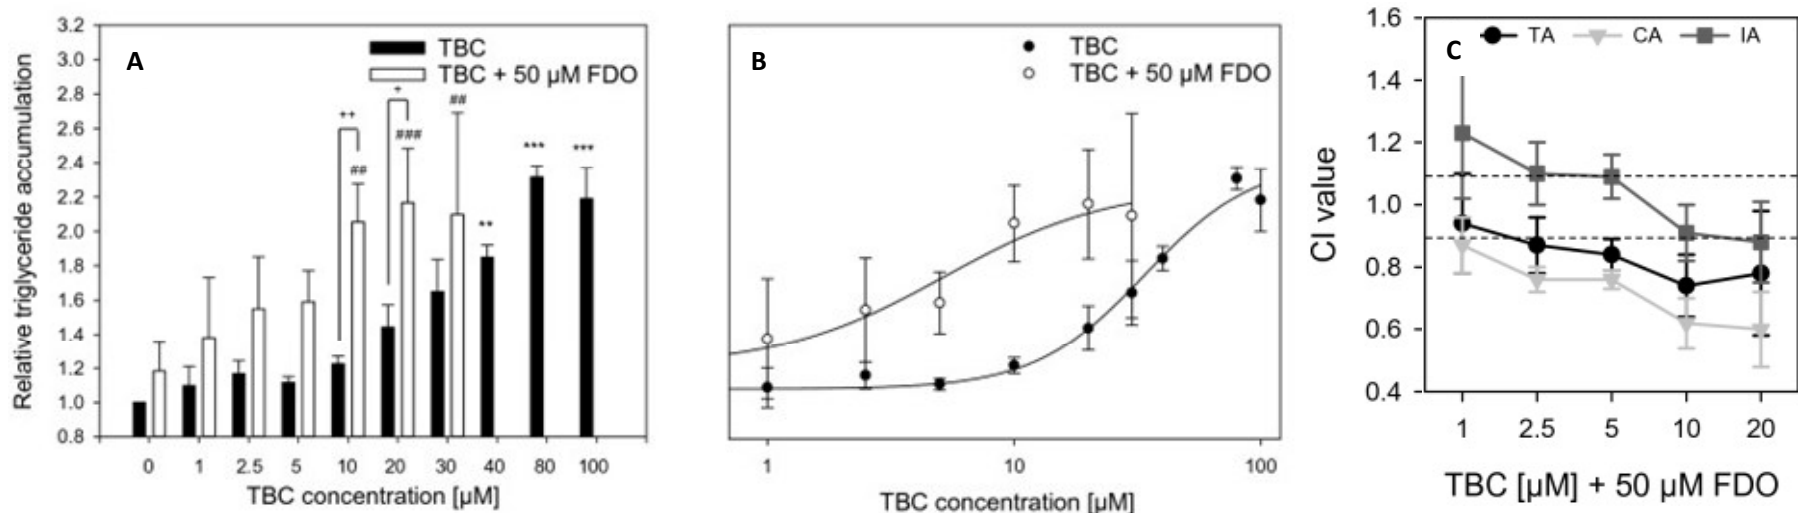 A
TBC
TBC + 50 µM FDO
Relative triglyceride accumulation
3.2
3.0
2.8
2.6
2.4
2.2
2.0
1.8
1.6
1.4
1.2
1.0
0.8
++
##
+
###
##
**
***
***
0 1 2.5 5 10 20 30 40 80 100
TBC concentration [µM]
B
TBC
TBC + 50 µM FDO
1 10 100
TBC concentration [µM]
C
TA CA IA
CI value
1.6
1.4
1.2
1.0
0.8
0.6
0.4
1 2.5 5 10 20
TBC [µM] + 50 µM FDO